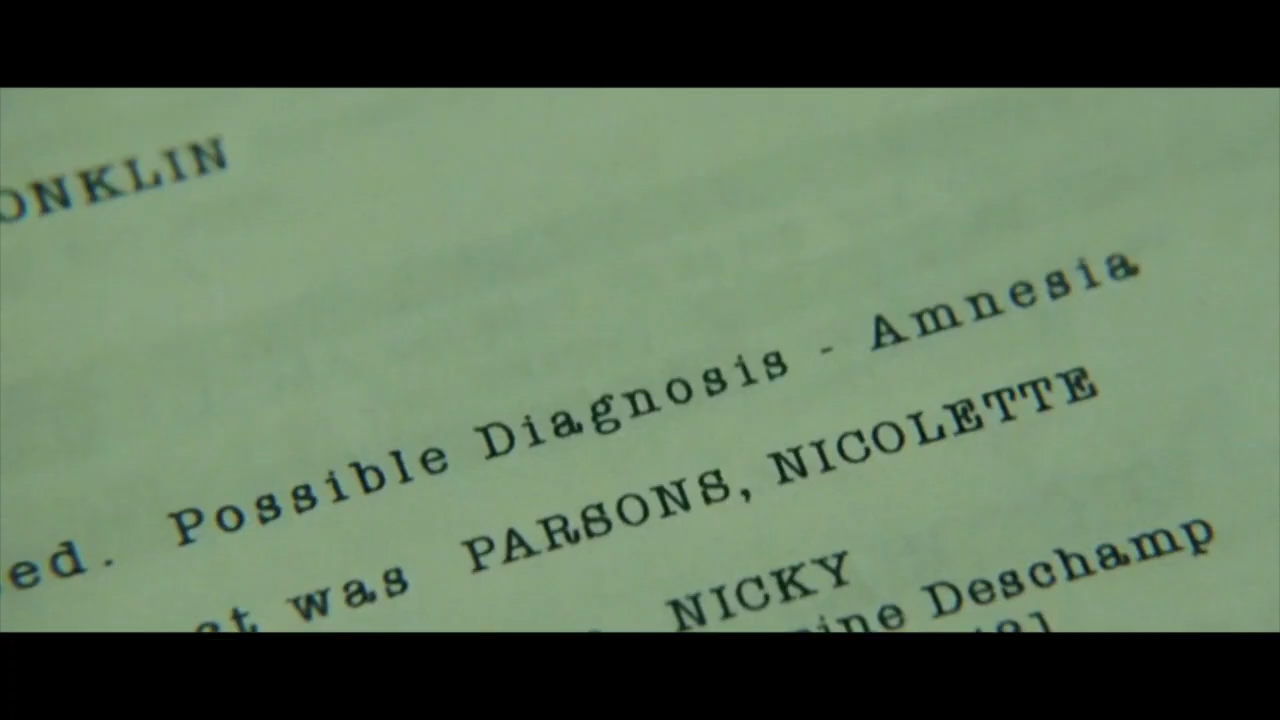 ONKLIN
ed. Possible Diagnosis - Amnesia
was PARSONS, NICOLETTE
NICKY
Deschamp